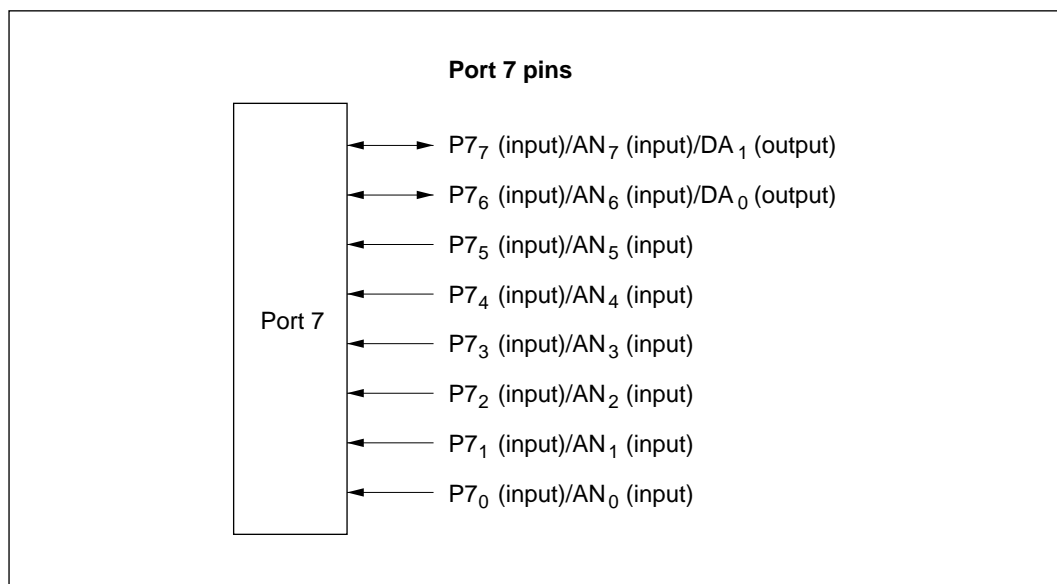 Port 7 pins
P7₇ (input)/AN₇ (input)/DA₁ (output)
P7₆ (input)/AN₆ (input)/DA₀ (output)
P7₅ (input)/AN₅ (input)
P7₄ (input)/AN₄ (input)
Port 7
P7₃ (input)/AN₃ (input)
P7₂ (input)/AN₂ (input)
P7₁ (input)/AN₁ (input)
P7₀ (input)/AN₀ (input)